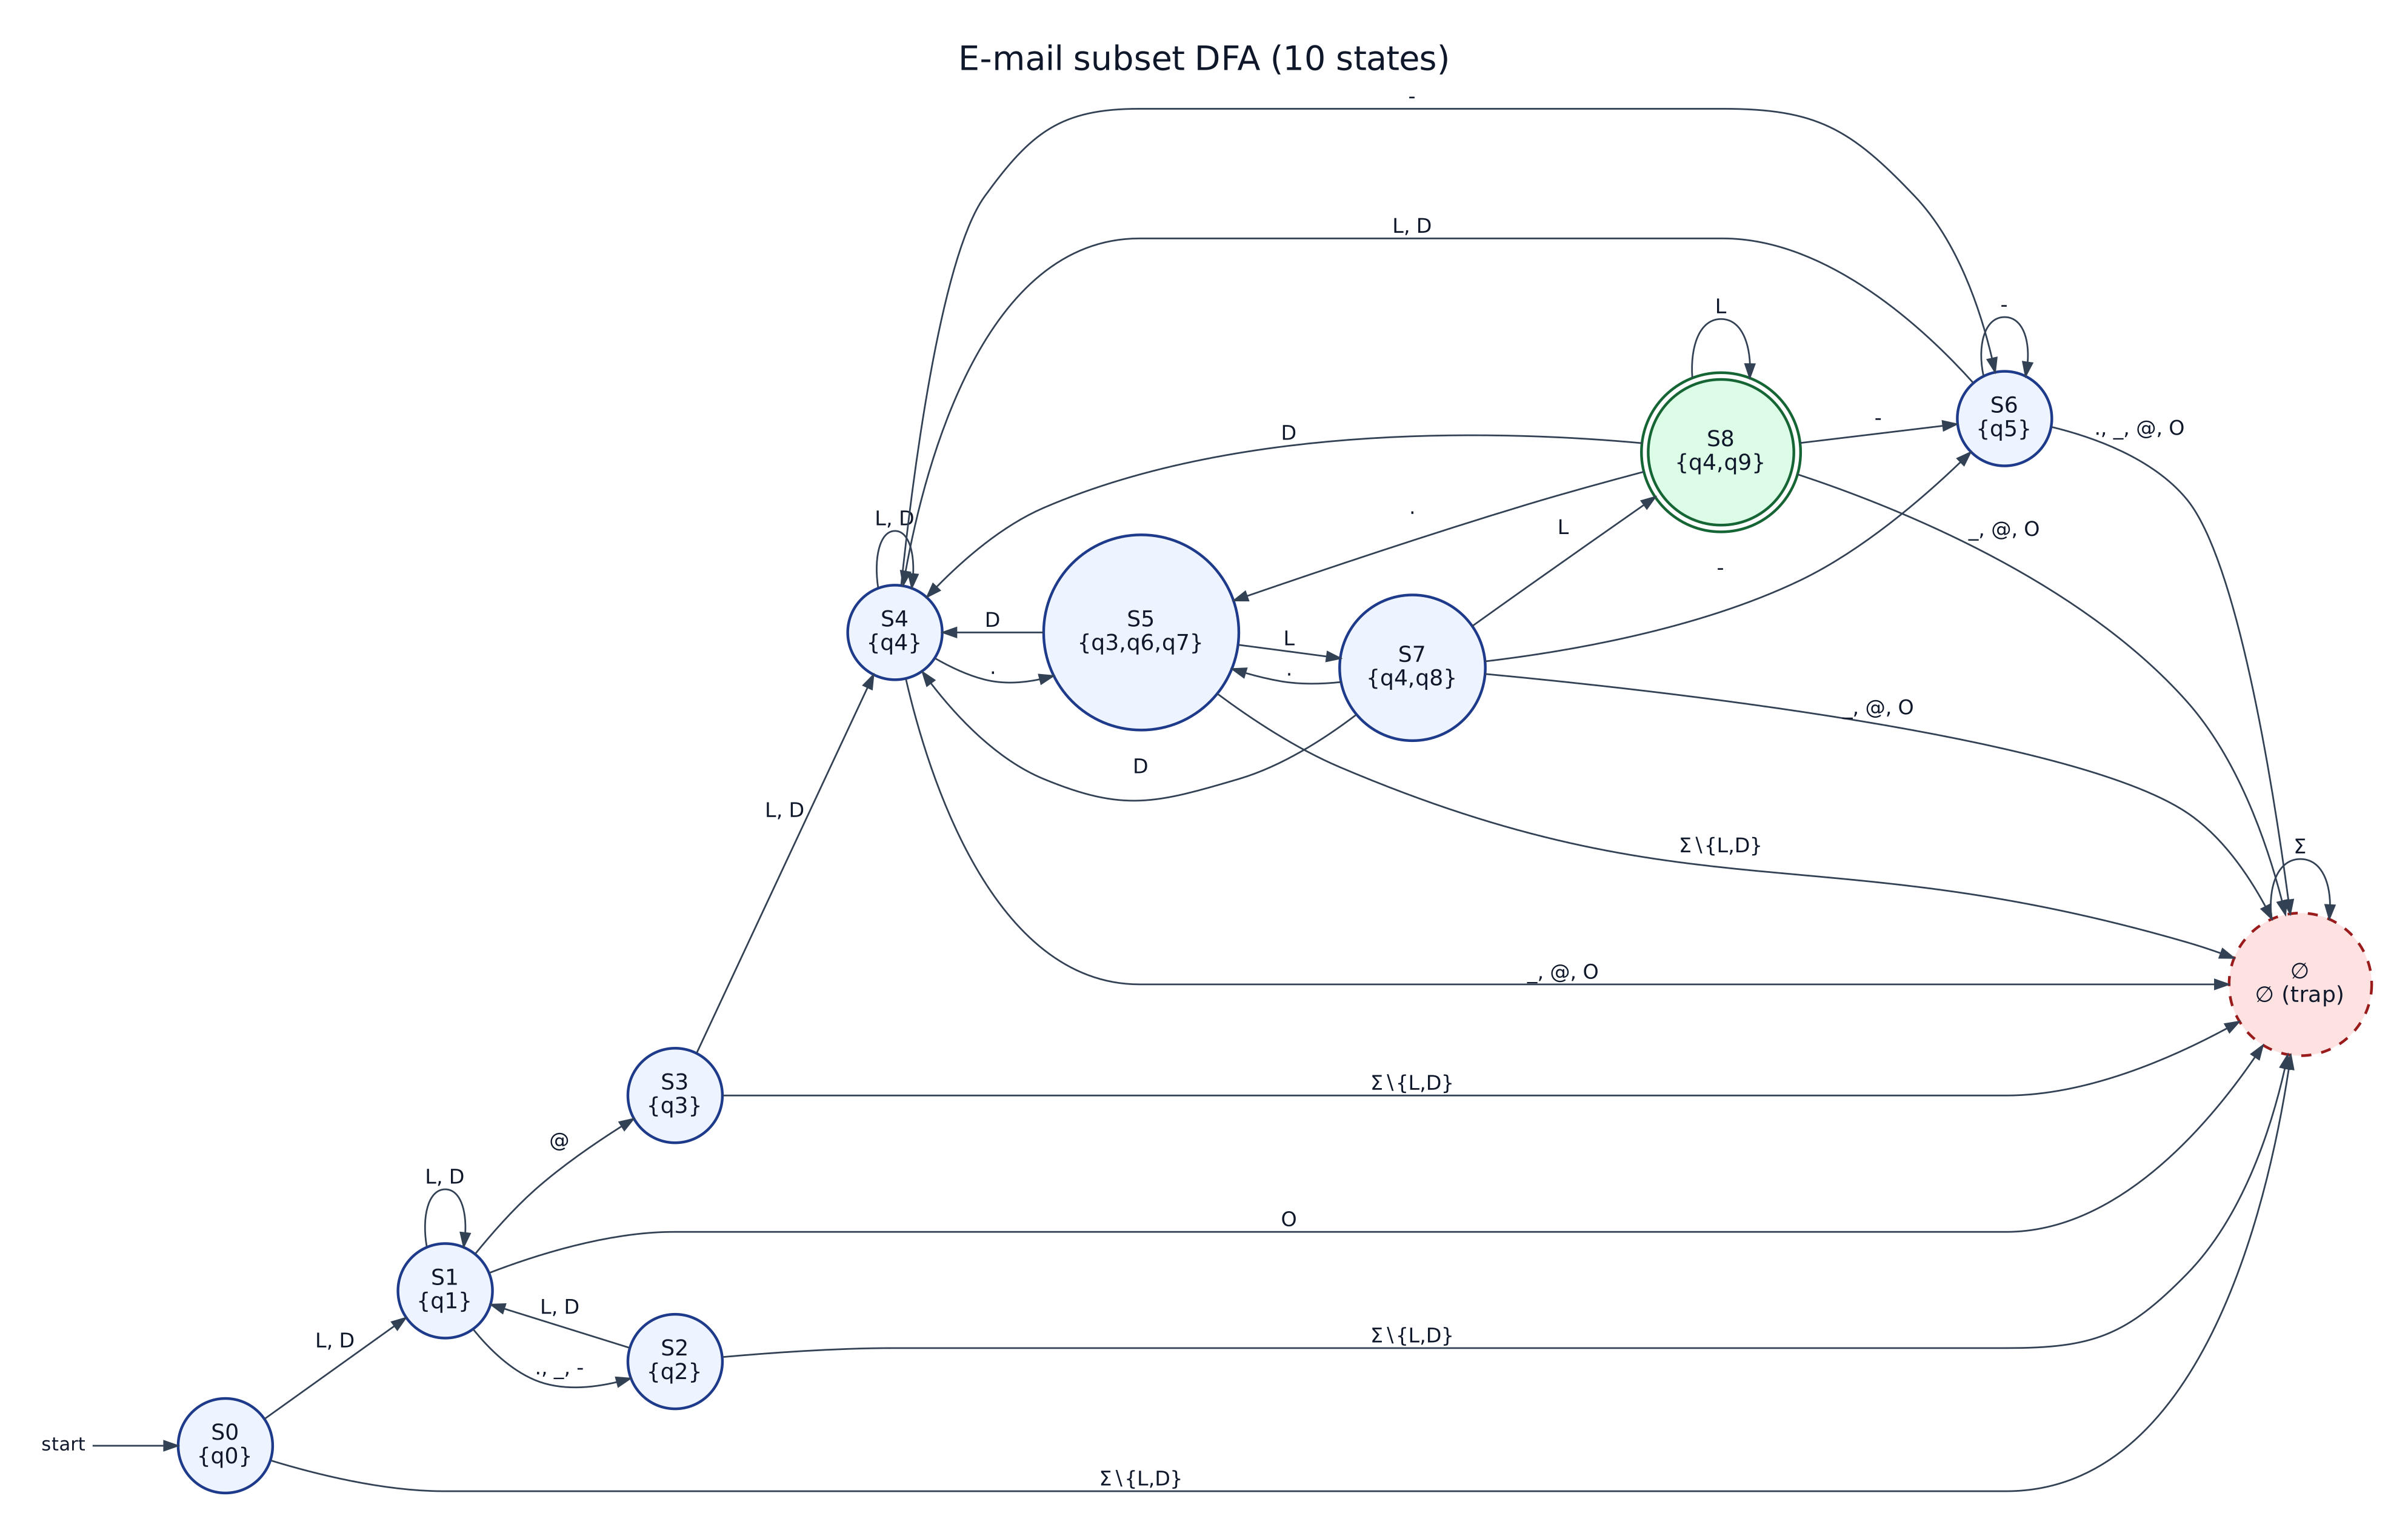 E-mail subset DFA (10 states)
-
L, D
L
-
D
-
S6
{q5}
., _, @, O
S8
{q4,q9}
.
L
_, @, O
L, D
-
S4
{q4}
D
S5
{q3,q6,q7}
L
.
.
S7
{q4,q8}
_, @, O
D
L, D
Σ\{L,D}
Σ
_, @, O
∅
∅ (trap)
S3
{q3}
Σ\{L,D}
@
L, D
O
S1
{q1}
L, D
L, D
., _, -
S2
{q2}
Σ\{L,D}
start
S0
{q0}
Σ\{L,D}